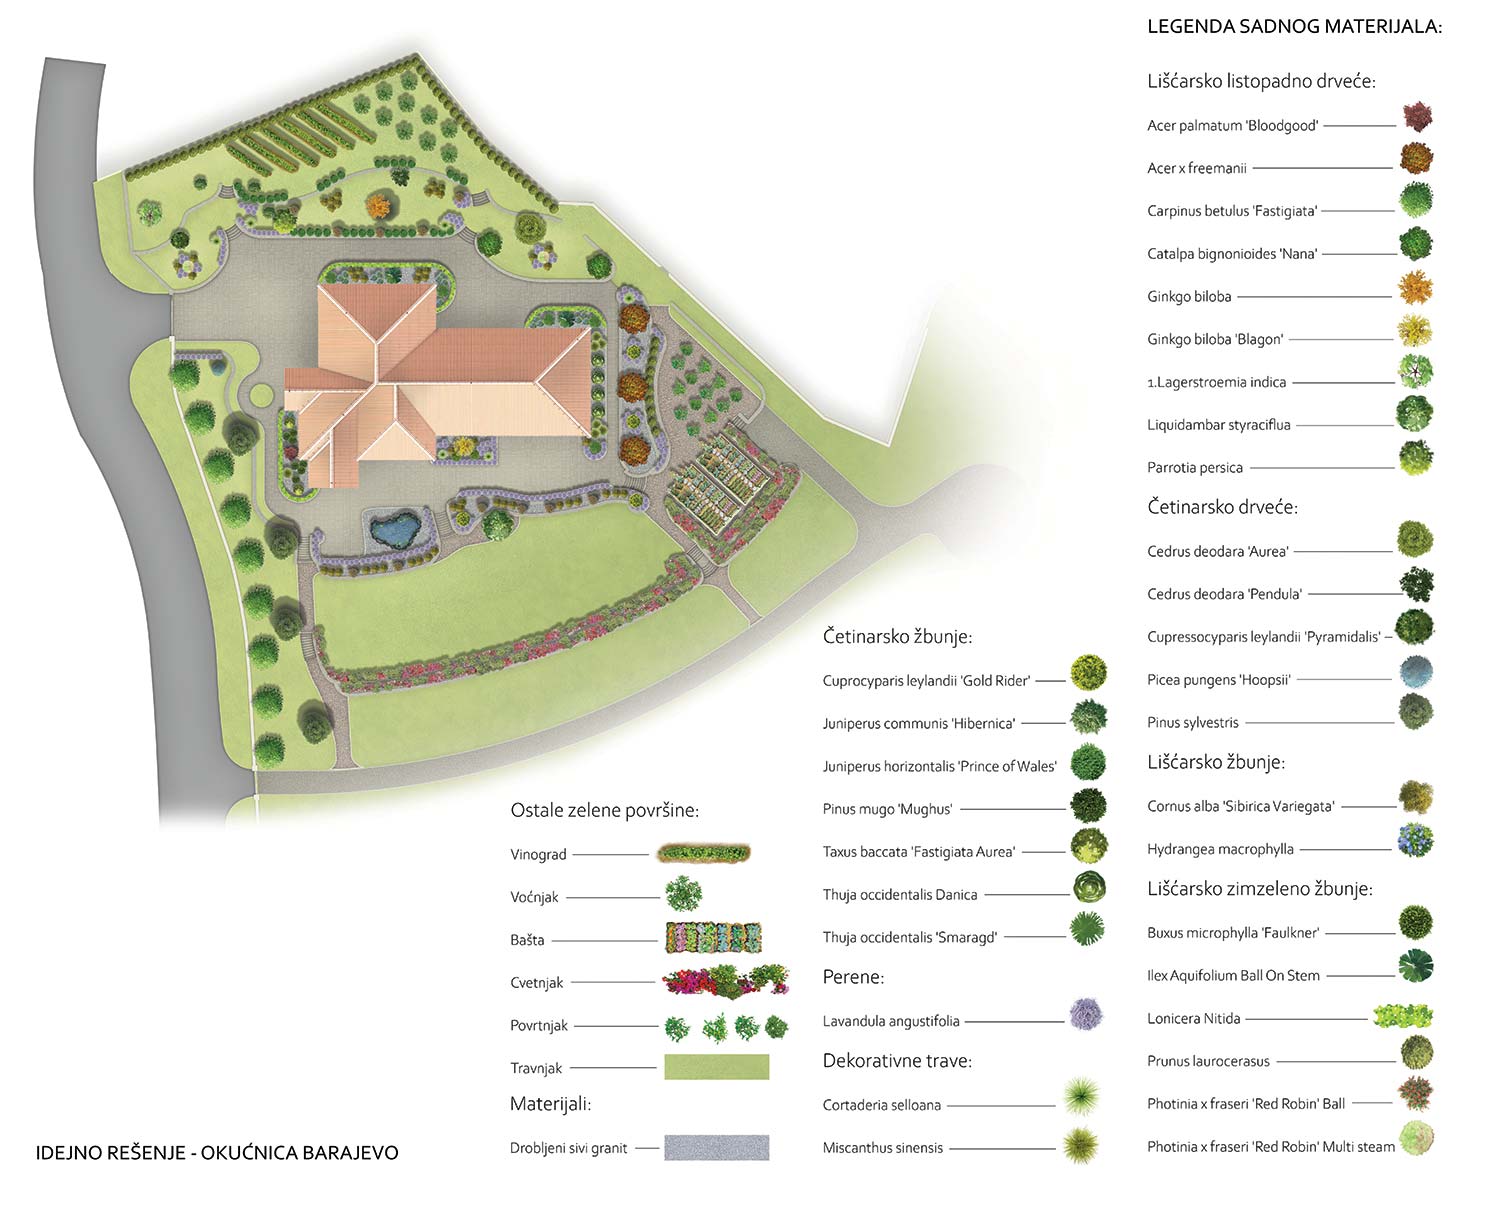 LEGENDA SADNOG MATERIJALA:
Lišćarsko listopadno drveće:
Acer palmatum 'Bloodgood'
Acer x freemanii
Carpinus betulus 'Fastigiata'
Catalpa bignonioides 'Nana'
Ginkgo biloba
Ginkgo biloba 'Blagon'
1.Lagerstroemia indica
Liquidambar styraciflua
Parrotia persica
Četinarsko drveće:
Cedrus deodara 'Aurea'
Cedrus deodara 'Pendula'
Cupressocyparis leylandii 'Pyramidalis'
Picea pungens 'Hoopsii'
Pinus sylvestris
Lišćarsko žbunje:
Cornus alba 'Sibirica Variegata'
Hydrangea macrophylla
Lišćarsko zimzeleno žbunje:
Buxus microphylla 'Faulkner'
Ilex Aquifolium Ball On Stem
Lonicera Nitida
Prunus laurocerasus
Photinia x fraseri 'Red Robin' Ball
Photinia x fraseri 'Red Robin' Multi steam
Četinarsko žbunje:
Cuprocyparis leylandii 'Gold Rider'
Juniperus communis 'Hibernica'
Juniperus horizontalis 'Prince of Wales'
Pinus mugo 'Mughus'
Taxus baccata 'Fastigiata Aurea'
Thuja occidentalis Danica
Thuja occidentalis 'Smaragd'
Perene:
Lavandula angustifolia
Dekorativne trave:
Cortaderia selloana
Miscanthus sinensis
Ostale zelene površine:
Vinograd
Voćnjak
Bašta
Cvetnjak
Povrtnjak
Travnjak
Materijali:
Drobljeni sivi granit
IDEJNO REŠENJE - OKUĆNICA BARAJEVO